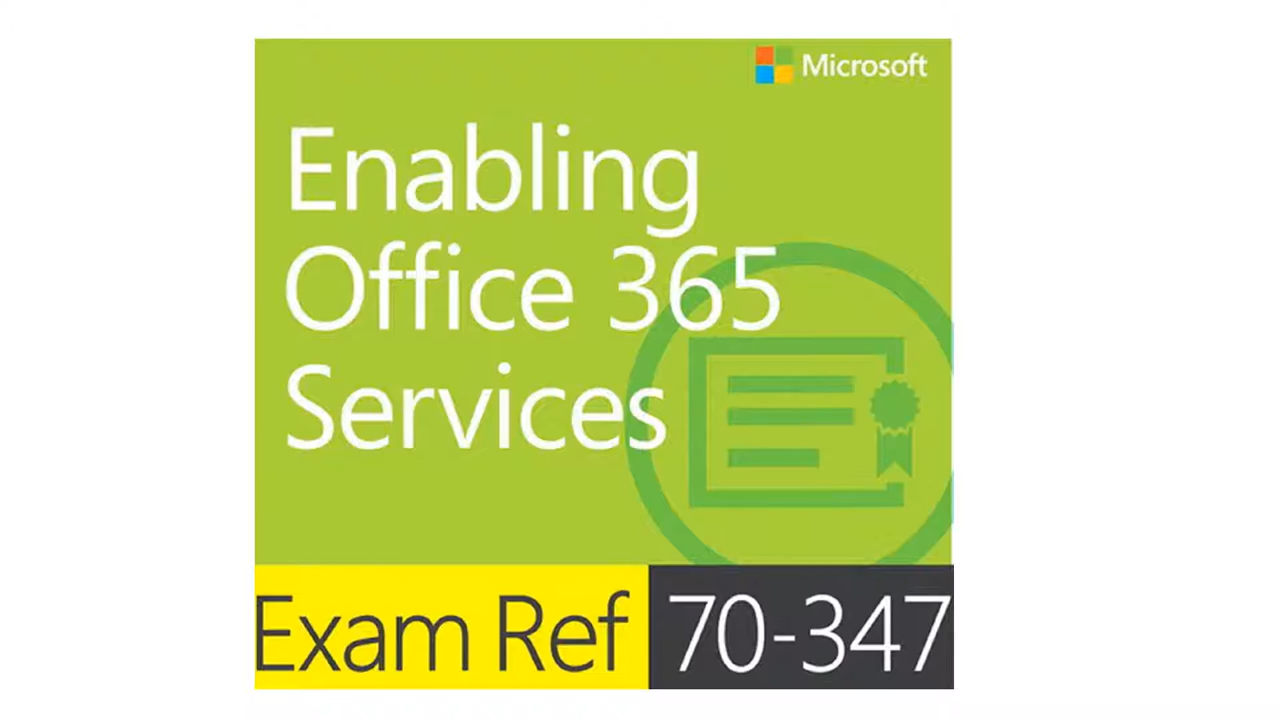 Microsoft
Enabling
Office 365
Services
Exam Ref 70-347